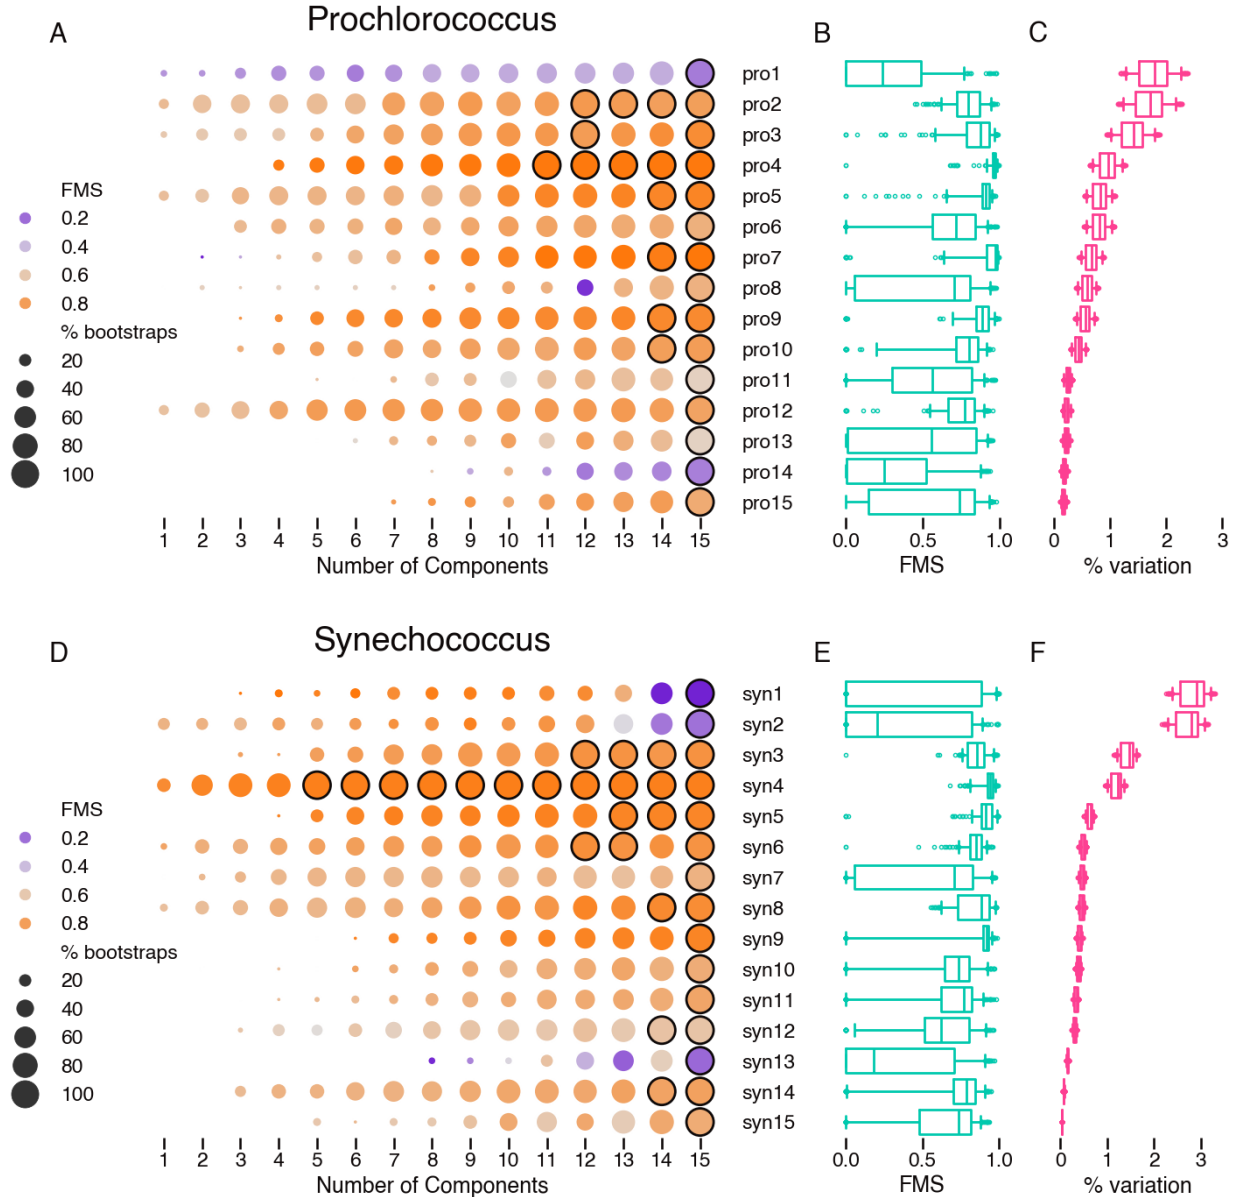 Prochlorococcus
A
B
C
pro1
pro2
pro3
pro4
pro5
pro6
pro7
pro8
pro9
pro10
pro11
pro12
pro13
pro14
pro15
FMS
0.2
0.4
0.6
0.8
% bootstraps
20
40
60
80
100
1 2 3 4 5 6 7 8 9 10 11 12 13 14 15
Number of Components
0.0 0.5 1.0
FMS
0 1 2 3
% variation
Synechococcus
D
E
F
syn1
syn2
syn3
syn4
syn5
syn6
syn7
syn8
syn9
syn10
syn11
syn12
syn13
syn14
syn15
FMS
0.2
0.4
0.6
0.8
% bootstraps
20
40
60
80
100
1 2 3 4 5 6 7 8 9 10 11 12 13 14 15
Number of Components
0.0 0.5 1.0
FMS
0 1 2 3
% variation